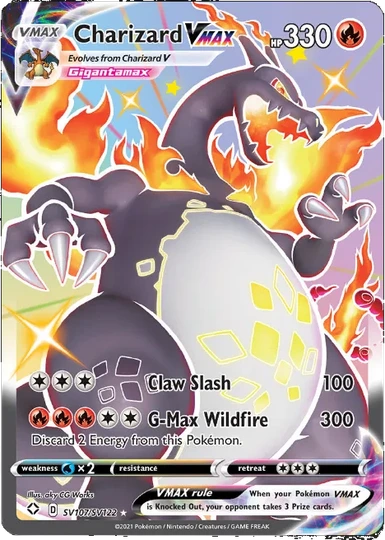 VMAX Charizard VMAX HP 330
Evolves from Charizard V
Gigantamax
Claw Slash 100
G-Max Wildfire 300
Discard 2 Energy from this Pokémon.
weakness ×2 resistance retreat
Illus. aky CG Works
VMAX rule When your Pokémon VMAX
is Knocked Out, your opponent takes 3 Prize cards.
D SV107/SV122 ★
©2021 Pokémon / Nintendo / Creatures / GAME FREAK